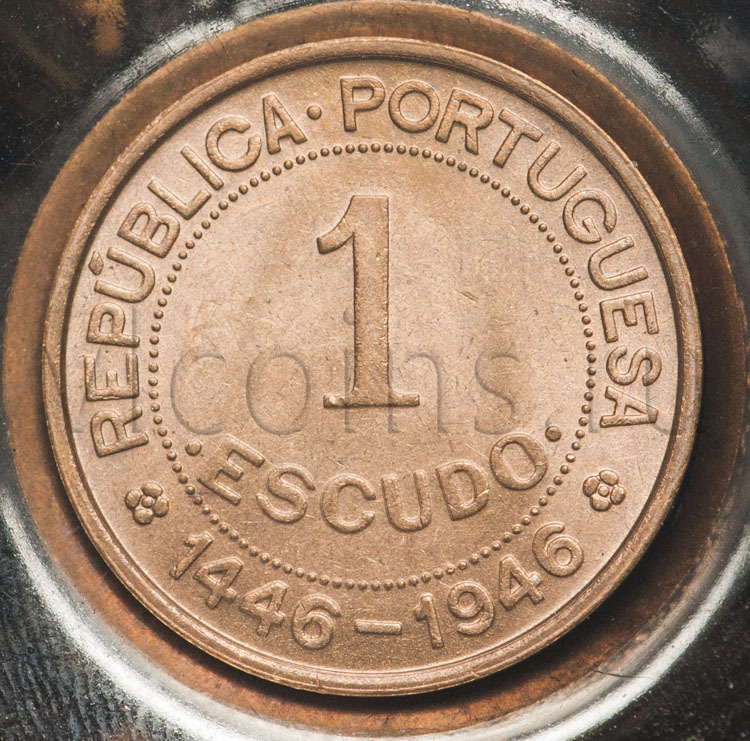 REPÚBLICA · PORTUGUESA
1
· ESCUDO ·
1446-1946